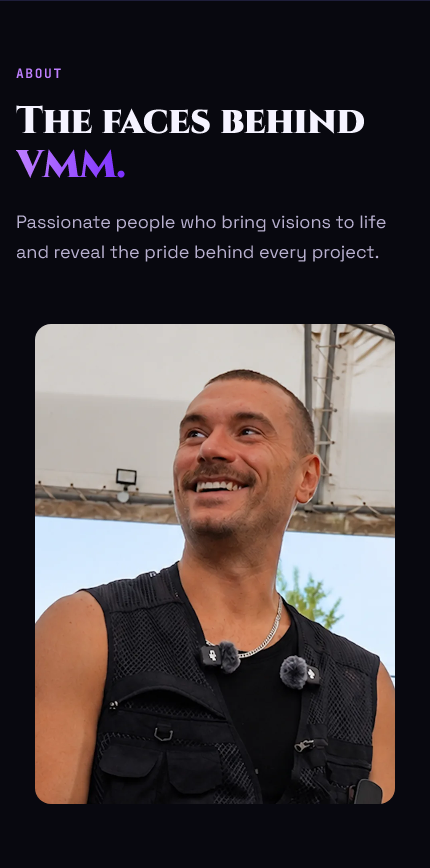 ABOUT
The faces behind
VMM.
Passionate people who bring visions to life
and reveal the pride behind every project.